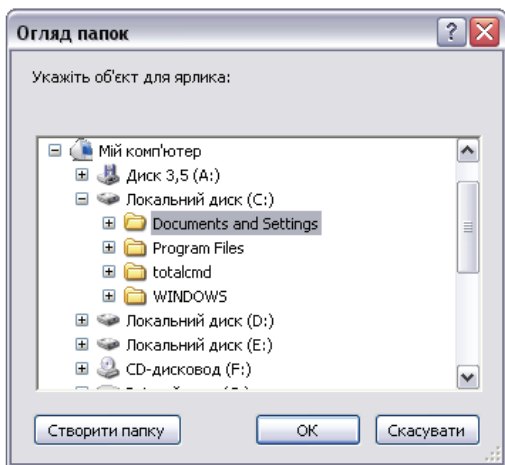 Огляд папок
Укажіть об'єкт для ярлика:
Мій комп'ютер
Диск 3,5 (A:)
Локальний диск (C:)
Documents and Settings
Program Files
totalcmd
WINDOWS
Локальний диск (D:)
Локальний диск (E:)
CD-дисковод (F:)
Створити папку ОК Скасувати